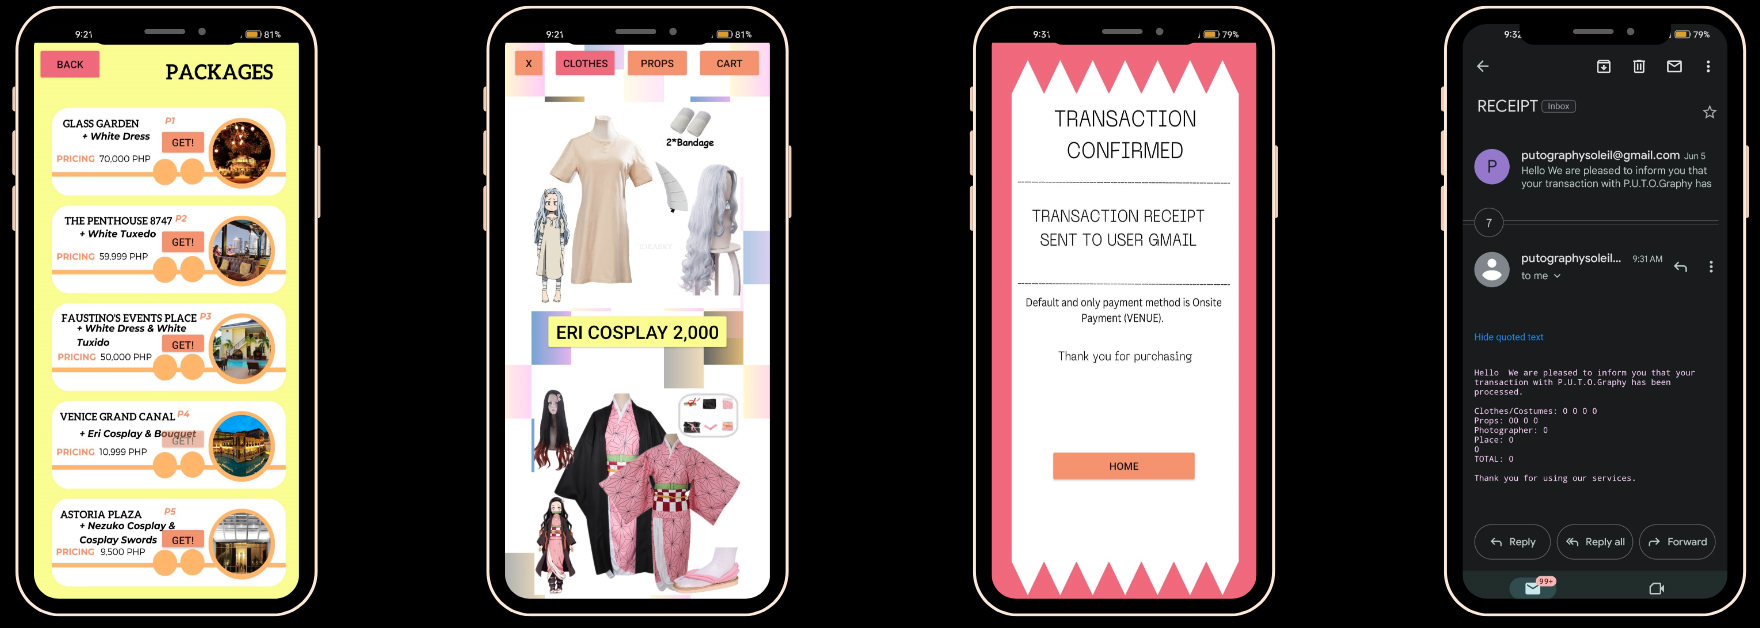 9:21
81%
BACK
PACKAGES
GLASS GARDEN
P1
+ White Dress
GET!
PRICING 70,000 PHP
THE PENTHOUSE 8747 P2
+ White Tuxedo
GET!
PRICING 59,999 PHP
FAUSTINO'S EVENTS PLACE P3
+ White Dress & White
Tuxido
GET!
PRICING 50,000 PHP
VENICE GRAND CANAL P4
+ Eri Cosplay & Bouquet
GET!
PRICING 10,999 PHP
ASTORIA PLAZA
P5
+ Nezuko Cosplay &
Cosplay Swords
GET!
PRICING 9,500 PHP
9:21
81%
X
CLOTHES
PROPS
CART
2*Bandage
ERI COSPLAY 2,000
9:31
79%
TRANSACTION
CONFIRMED
TRANSACTION RECEIPT
SENT TO USER GMAIL
Default and only payment method is Onsite
Payment (VENUE).
Thank you for purchasing
HOME
9:32
79%
RECEIPT Inbox
P
putographysoleil@gmail.com Jun 5
Hello We are pleased to inform you that
your transaction with P.U.T.O.Graphy has
7
putographysoleil... 9:31 AM
to me
Hide quoted text
Hello We are pleased to inform you that your
transaction with P.U.T.O.Graphy has been
processed.
Clothes/Costumes: 0 0 0 0
Props: 00 0 0
Photographer: 0
Place: 0
0
TOTAL: 0
Thank you for using our services.
Reply
Reply all
Forward
99+